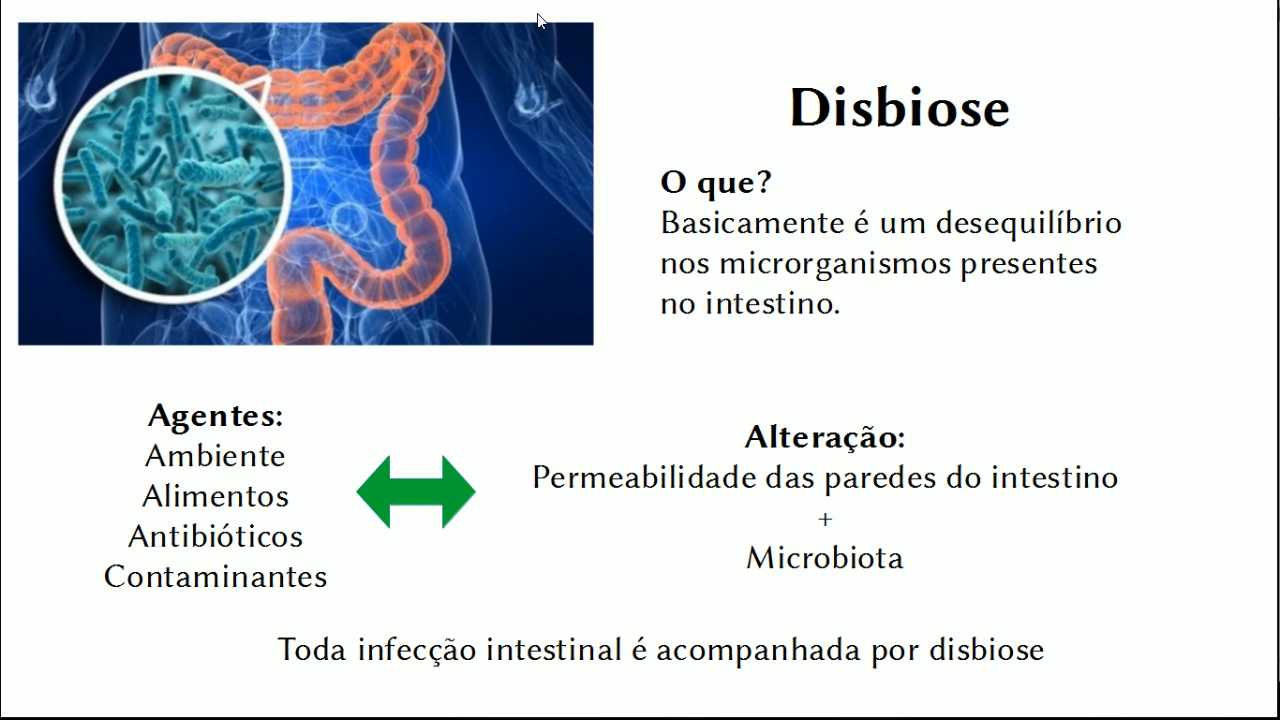 Disbiose
O que?
Basicamente é um desequilíbrio
nos microrganismos presentes
no intestino.
Agentes:
Ambiente
Alimentos
Antibióticos
Contaminantes
Alteração:
Permeabilidade das paredes do intestino
+
Microbiota
Toda infecção intestinal é acompanhada por disbiose